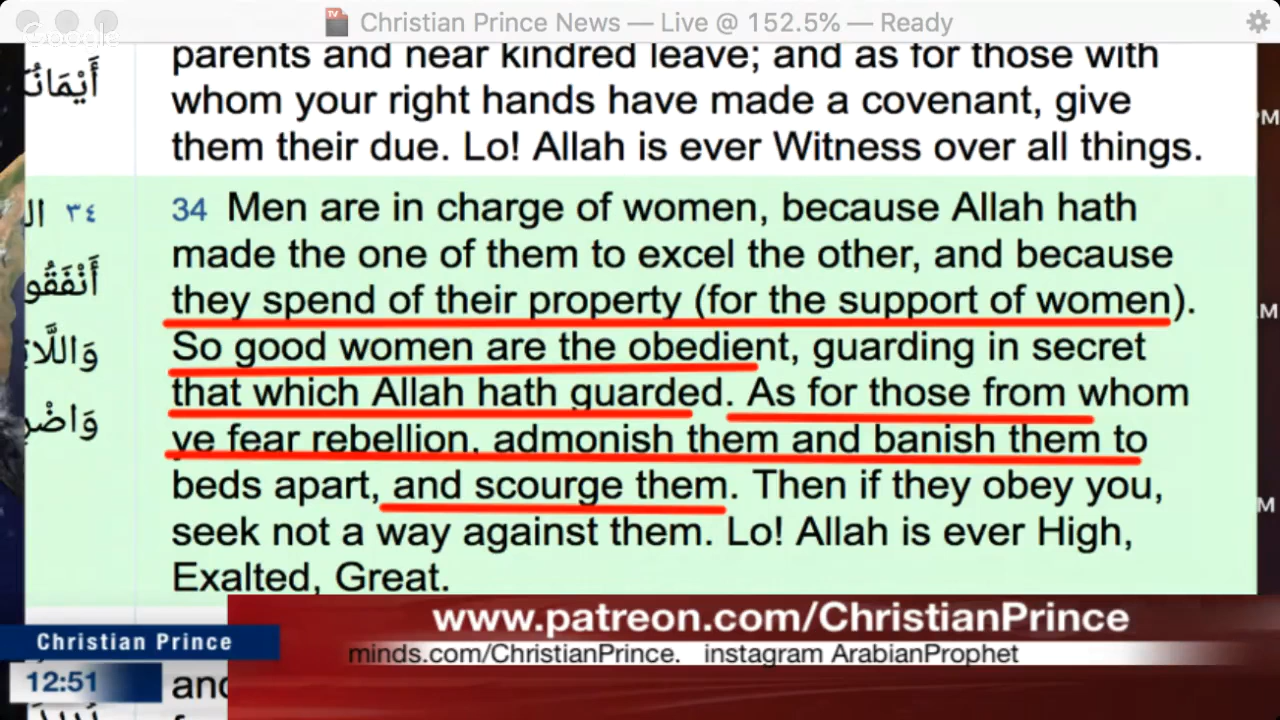 Christian Prince News — Live @ 152.5% — Ready
Google
parents and near kindred leave; and as for those with
whom your right hands have made a covenant, give
them their due. Lo! Allah is ever Witness over all things.
34 Men are in charge of women, because Allah hath
made the one of them to excel the other, and because
they spend of their property (for the support of women).
So good women are the obedient, guarding in secret
that which Allah hath guarded. As for those from whom
ye fear rebellion, admonish them and banish them to
beds apart, and scourge them. Then if they obey you,
seek not a way against them. Lo! Allah is ever High,
Exalted, Great.
٣٤
www.patreon.com/ChristianPrince
minds.com/ChristianPrince. instagram ArabianProphet
Christian Prince
12:51